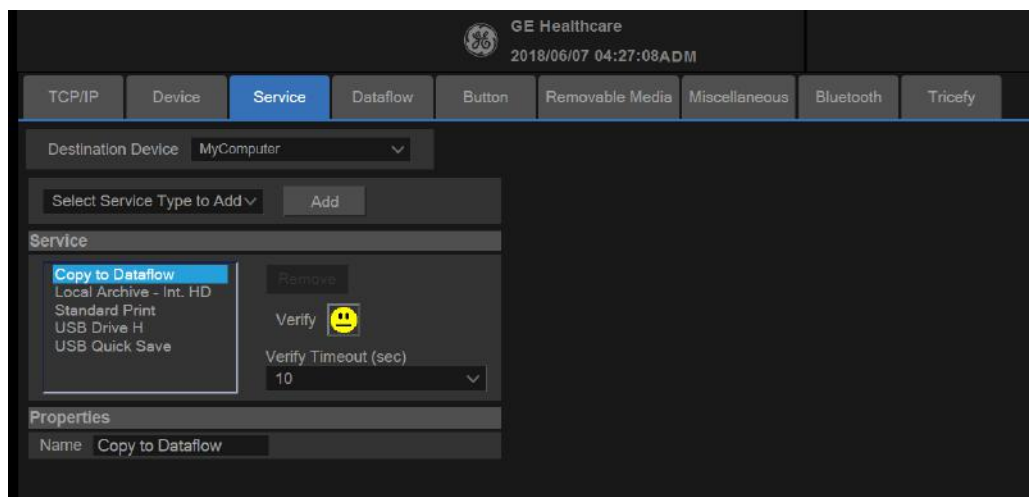 GE Healthcare
2018/06/07 04:27:08ADM
TCP/IP Device Service Dataflow Button Removable Media Miscellaneous Bluetooth Tricefy
Destination Device MyComputer
Select Service Type to Add Add
Service
Copy to Dataflow
Local Archive - Int. HD
Standard Print
USB Drive H
USB Quick Save
Remove
Verify
Verify Timeout (sec)
10
Properties
Name Copy to Dataflow